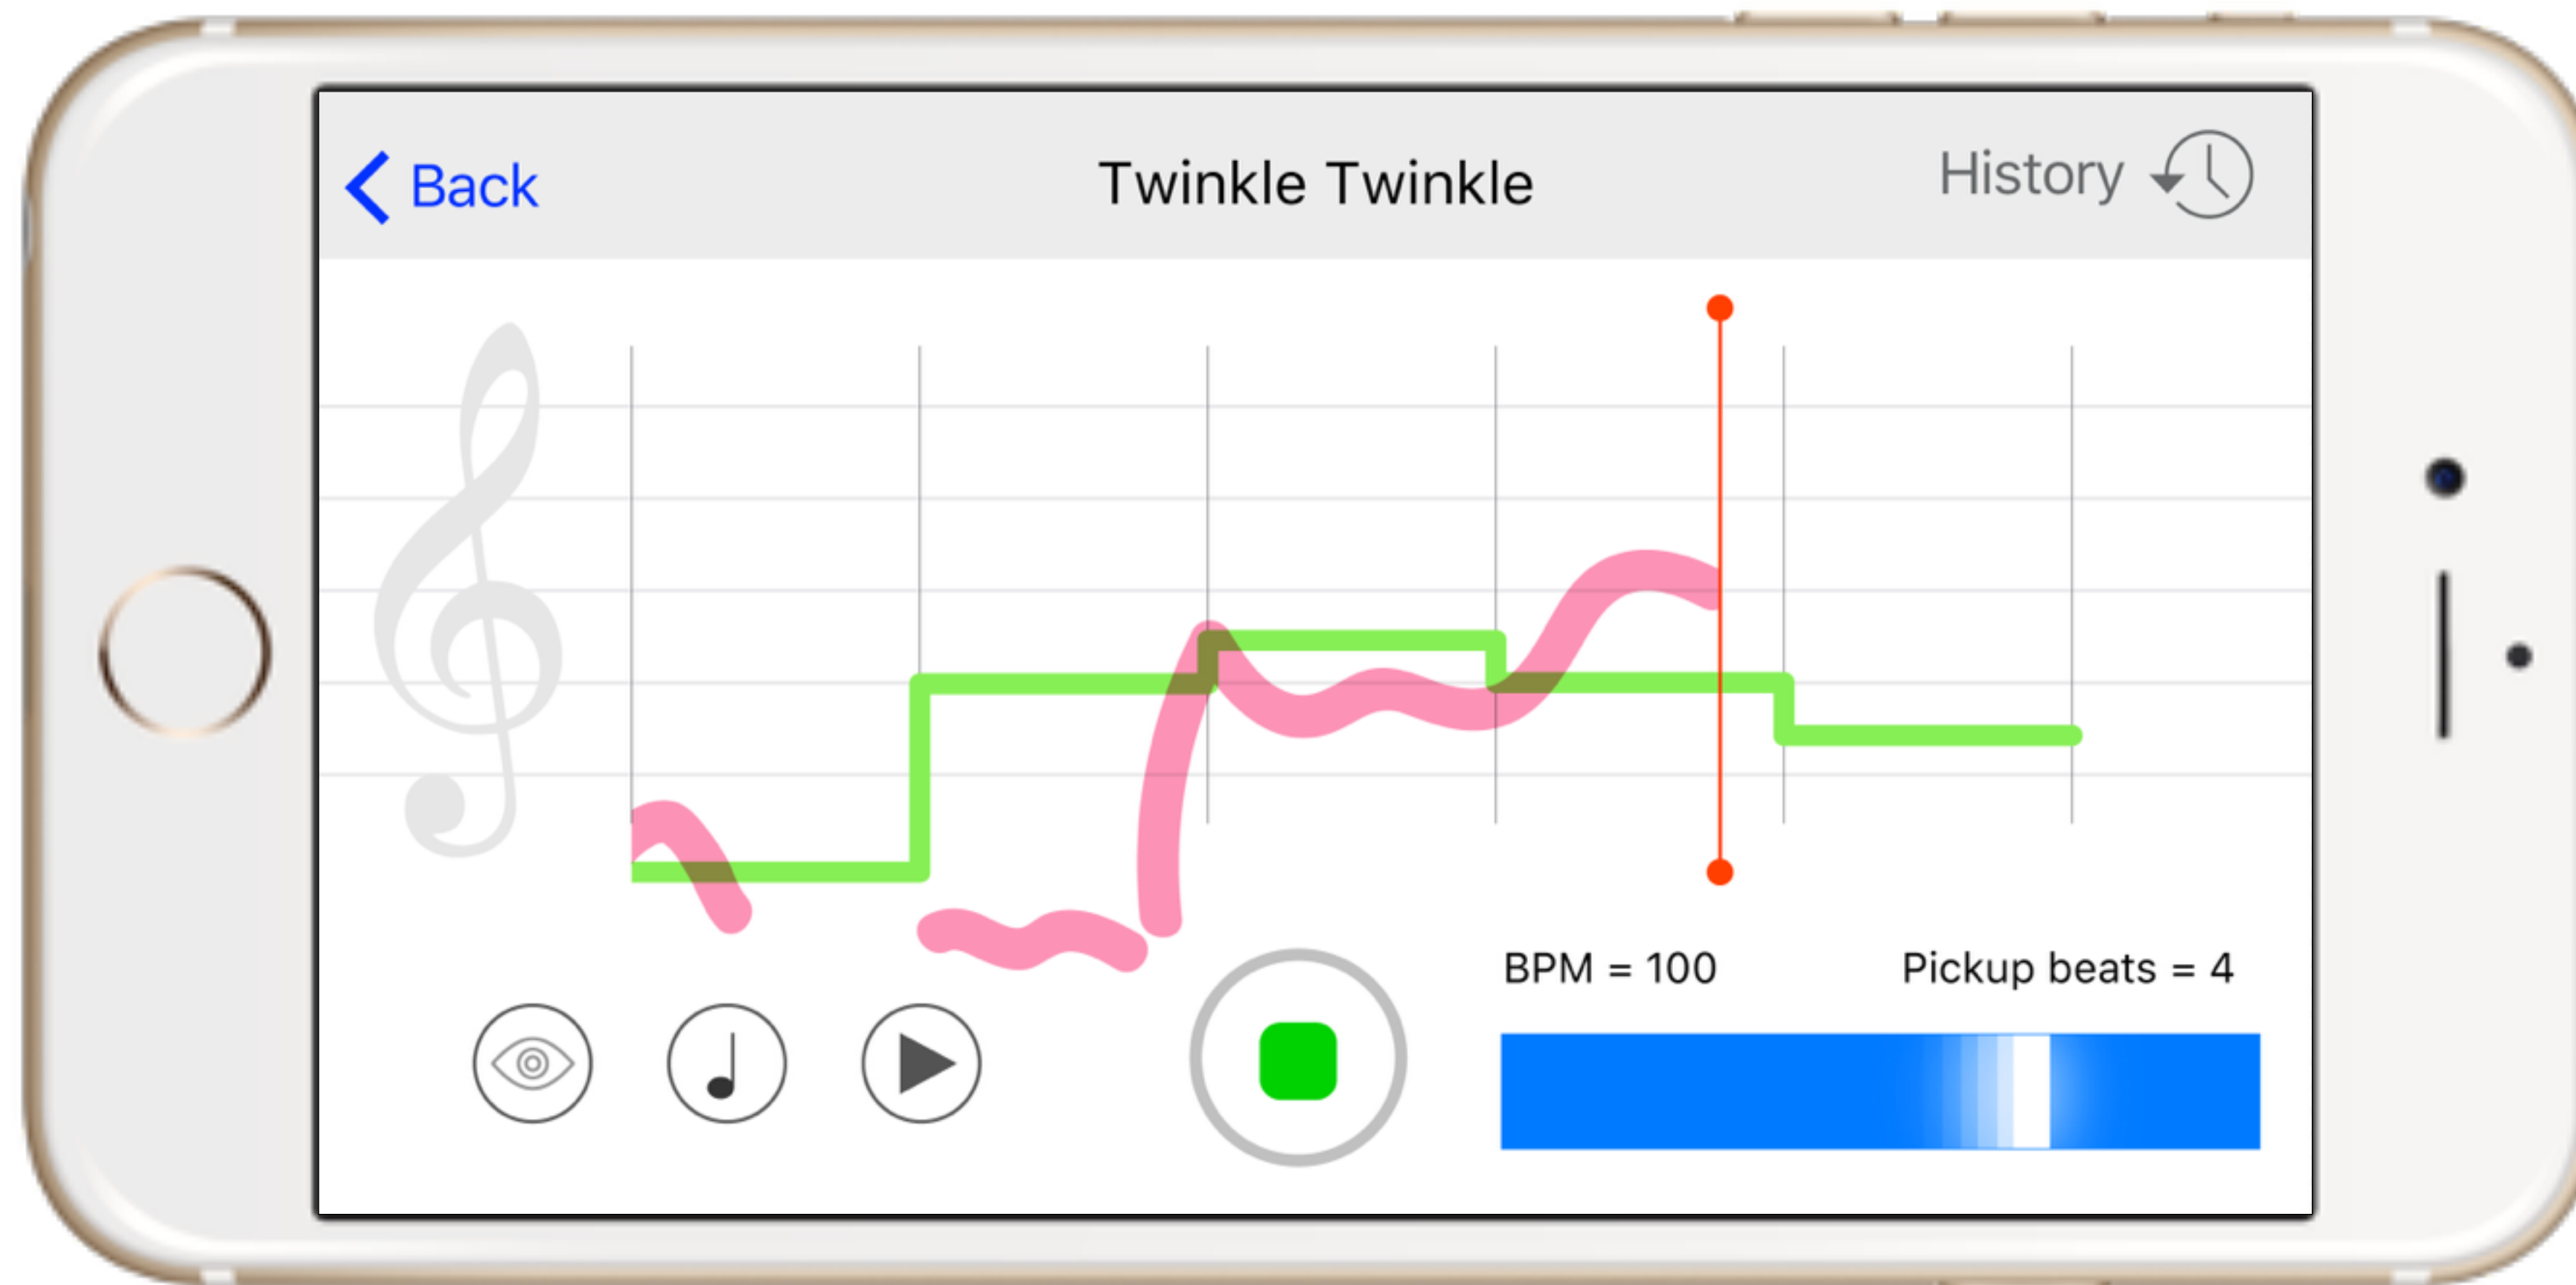 Back
Twinkle Twinkle
History
BPM = 100
Pickup beats = 4